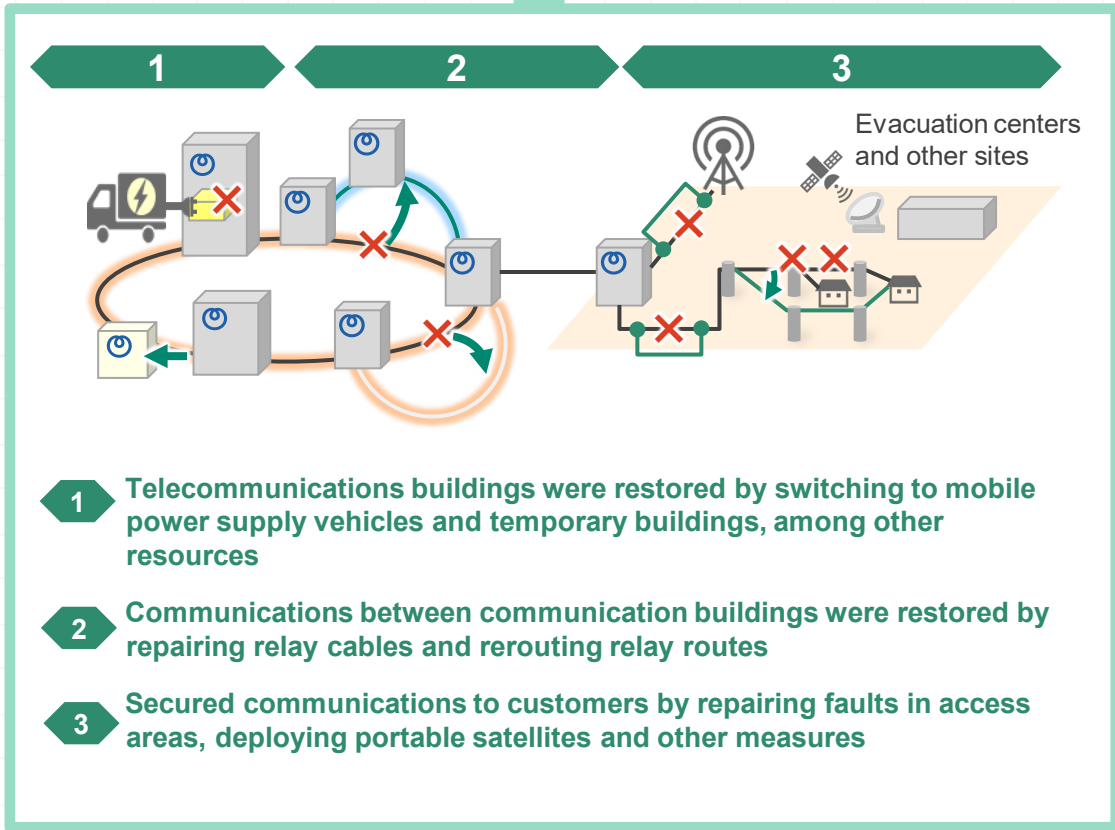 1
2
3
Evacuation centers
and other sites
1
Telecommunications buildings were restored by switching to mobile
power supply vehicles and temporary buildings, among other
resources
2
Communications between communication buildings were restored by
repairing relay cables and rerouting relay routes
3
Secured communications to customers by repairing faults in access
areas, deploying portable satellites and other measures